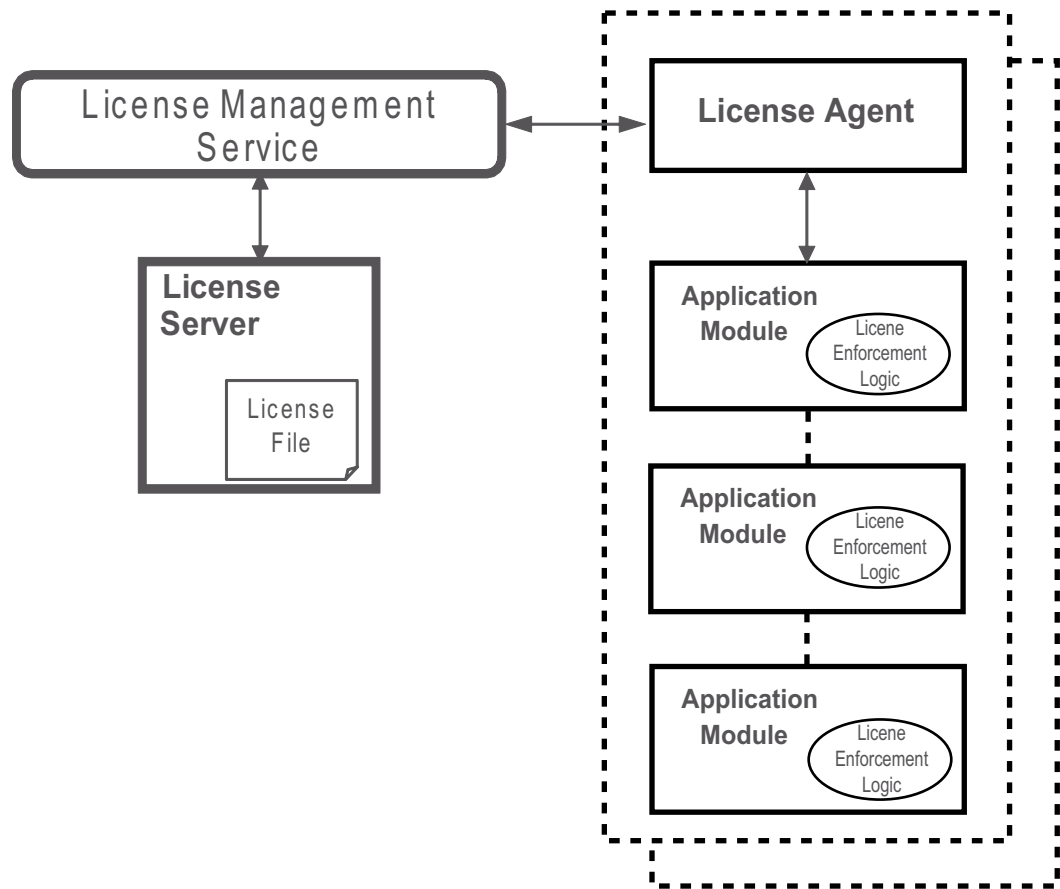 License Management
Service
License Agent
License
Server
License
File
Application
Module
Licene
Enforcement
Logic
Application
Module
Licene
Enforcement
Logic
Application
Module
Licene
Enforcement
Logic